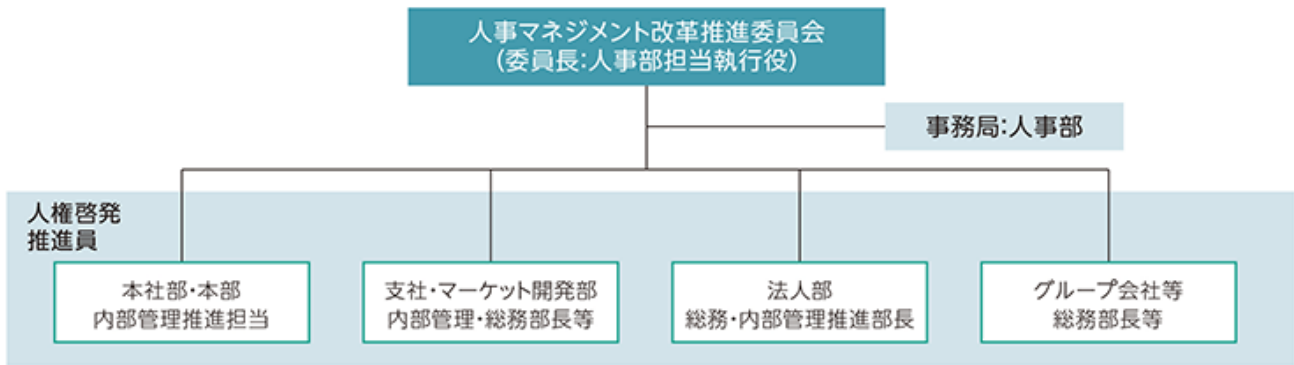 人事マネジメント改革推進委員会
(委員長:人事部担当執行役)
事務局:人事部
人権啓発
推進員
本社部・本部
内部管理推進担当
支社・マーケット開発部
内部管理・総務部長等
法人部
総務・内部管理推進部長
グループ会社等
総務部長等